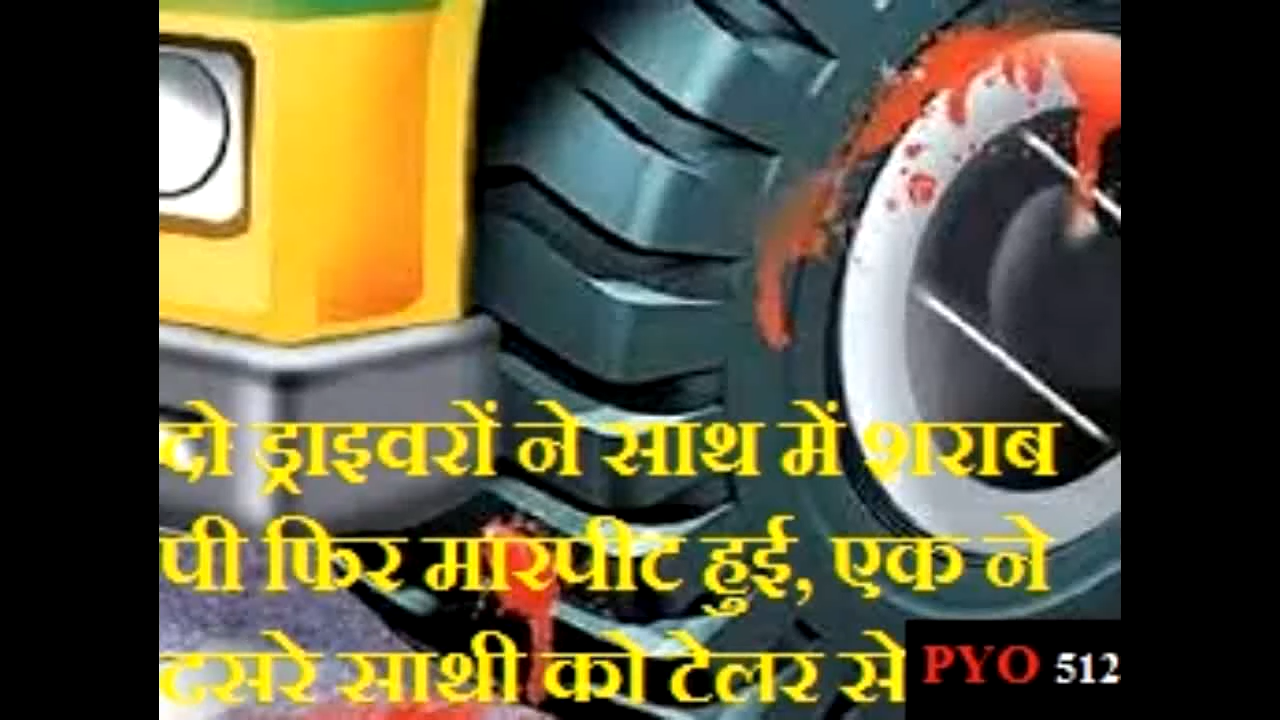 दो ड्राइवरों ने साथ में शराब
पी फिर मारपीट हुई, एक ने
दूसरे साथी को टेलर से
PYO 512